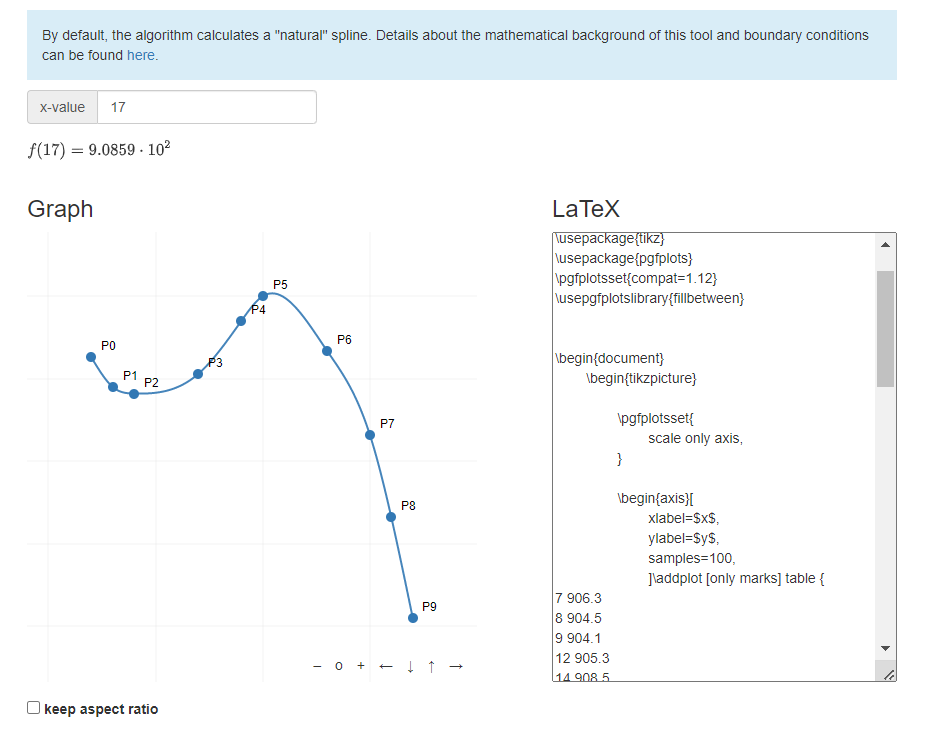 By default, the algorithm calculates a "natural" spline. Details about the mathematical background of this tool and boundary conditions
can be found here.
x-value 17
f(17) = 9.0859 · 10²
Graph
P0
P1
P2
P3
P4
P5
P6
P7
P8
P9
− o + ← ↓ ↑ →
keep aspect ratio
LaTeX
\usepackage{tikz}
\usepackage{pgfplots}
\pgfplotsset{compat=1.12}
\usepgfplotslibrary{fillbetween}
\begin{document}
\begin{tikzpicture}
\pgfplotsset{
scale only axis,
}
\begin{axis}[
xlabel=$x$,
ylabel=$y$,
samples=100,
]\addplot [only marks] table {
7 906.3
8 904.5
9 904.1
12 905.3
14 908.5